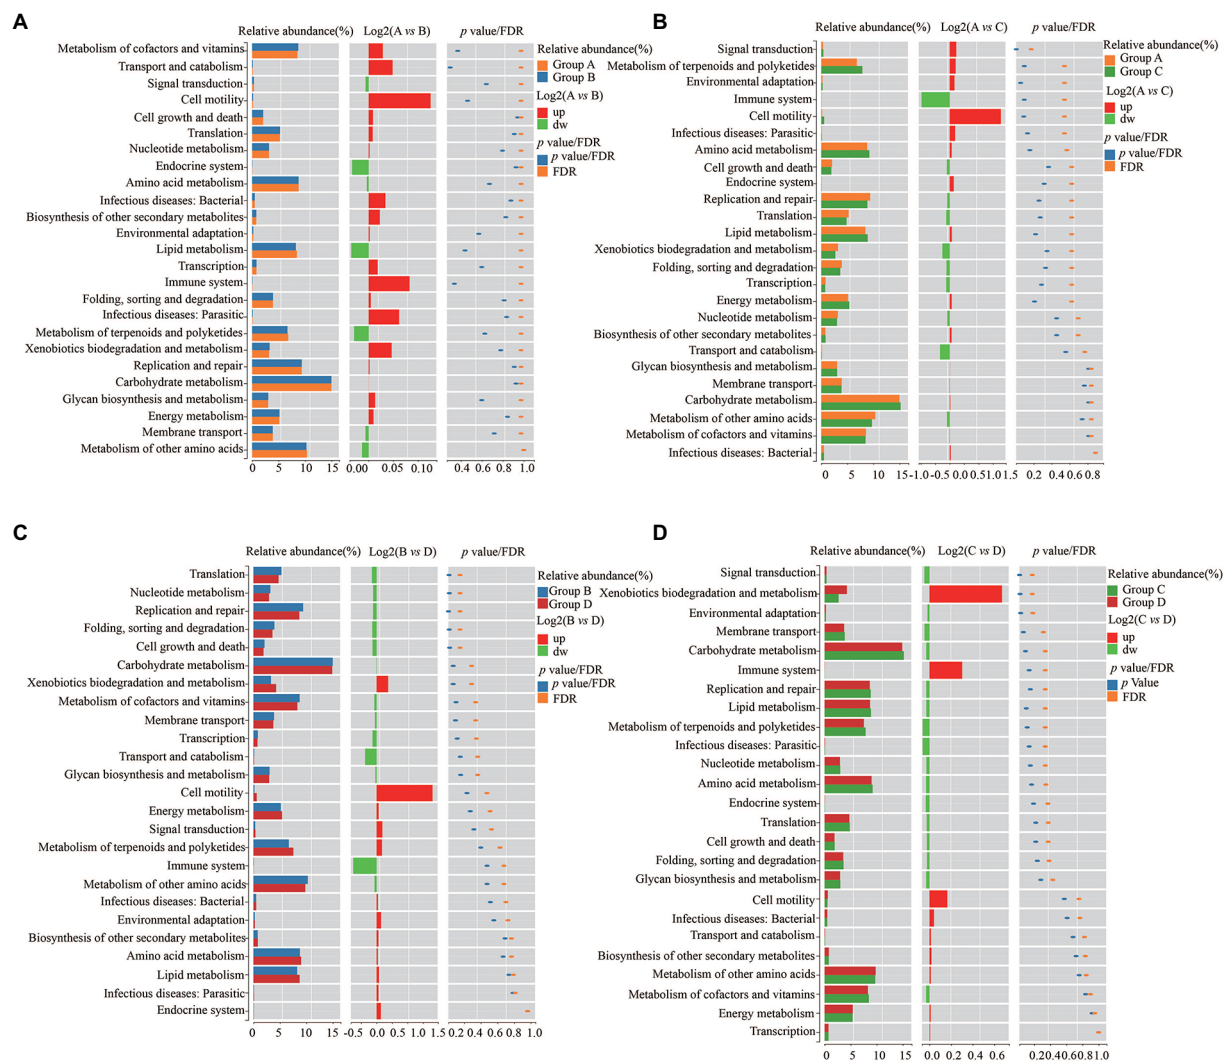 A
Relative abundance(%) Log2(A vs B) p value/FDR
Metabolism of cofactors and vitamins
Transport and catabolism
Signal transduction
Cell motility
Cell growth and death
Translation
Nucleotide metabolism
Endocrine system
Amino acid metabolism
Infectious diseases: Bacterial
Biosynthesis of other secondary metabolites
Environmental adaptation
Lipid metabolism
Transcription
Immune system
Folding, sorting and degradation
Infectious diseases: Parasitic
Metabolism of terpenoids and polyketides
Xenobiotics biodegradation and metabolism
Replication and repair
Carbohydrate metabolism
Glycan biosynthesis and metabolism
Energy metabolism
Membrane transport
Metabolism of other amino acids
0 5 10 15 0.00 0.05 0.10 0.4 0.6 0.8 1.0
Relative abundance(%)
Group A
Group B
Log2(A vs B)
up
dw
p value/FDR
p value/FDR
FDR
B
Relative abundance(%) Log2(A vs C) p value/FDR
Signal transduction
Metabolism of terpenoids and polyketides
Environmental adaptation
Immune system
Cell motility
Infectious diseases: Parasitic
Amino acid metabolism
Cell growth and death
Endocrine system
Replication and repair
Translation
Lipid metabolism
Xenobiotics biodegradation and metabolism
Folding, sorting and degradation
Transcription
Energy metabolism
Nucleotide metabolism
Biosynthesis of other secondary metabolites
Transport and catabolism
Glycan biosynthesis and metabolism
Membrane transport
Carbohydrate metabolism
Metabolism of other amino acids
Metabolism of cofactors and vitamins
Infectious diseases: Bacterial
0 5 10 15 -1.0 -0.5 0.0 0.5 1.0 1.5 0.2 0.4 0.6 0.8 1.0
Relative abundance(%)
Group A
Group C
Log2(A vs C)
up
dw
p value/FDR
p value/FDR
FDR
C
Relative abundance(%) Log2(B vs D) p value/FDR
Translation
Nucleotide metabolism
Replication and repair
Folding, sorting and degradation
Cell growth and death
Carbohydrate metabolism
Xenobiotics biodegradation and metabolism
Metabolism of cofactors and vitamins
Membrane transport
Transcription
Transport and catabolism
Glycan biosynthesis and metabolism
Cell motility
Energy metabolism
Signal transduction
Metabolism of terpenoids and polyketides
Immune system
Metabolism of other amino acids
Infectious diseases: Bacterial
Environmental adaptation
Biosynthesis of other secondary metabolites
Amino acid metabolism
Lipid metabolism
Infectious diseases: Parasitic
Endocrine system
0 5 10 15 -0.5 0.0 0.5 1.0 1.5 0.2 0.4 0.6 0.8 1.0
Relative abundance(%)
Group B
Group D
Log2(B vs D)
up
dw
p value/FDR
p value/FDR
FDR
D
Relative abundance(%) Log2(C vs D) p value/FDR
Signal transduction
Xenobiotics biodegradation and metabolism
Environmental adaptation
Membrane transport
Carbohydrate metabolism
Immune system
Replication and repair
Lipid metabolism
Metabolism of terpenoids and polyketides
Infectious diseases: Parasitic
Nucleotide metabolism
Amino acid metabolism
Endocrine system
Translation
Cell growth and death
Folding, sorting and degradation
Glycan biosynthesis and metabolism
Cell motility
Infectious diseases: Bacterial
Transport and catabolism
Biosynthesis of other secondary metabolites
Metabolism of other amino acids
Metabolism of cofactors and vitamins
Energy metabolism
Transcription
0 5 10 15 0.0 0.2 0.4 0.6 0.2 0.4 0.6 0.8 1.0
Relative abundance(%)
Group C
Group D
Log2(C vs D)
up
dw
p value/FDR
p Value
FDR